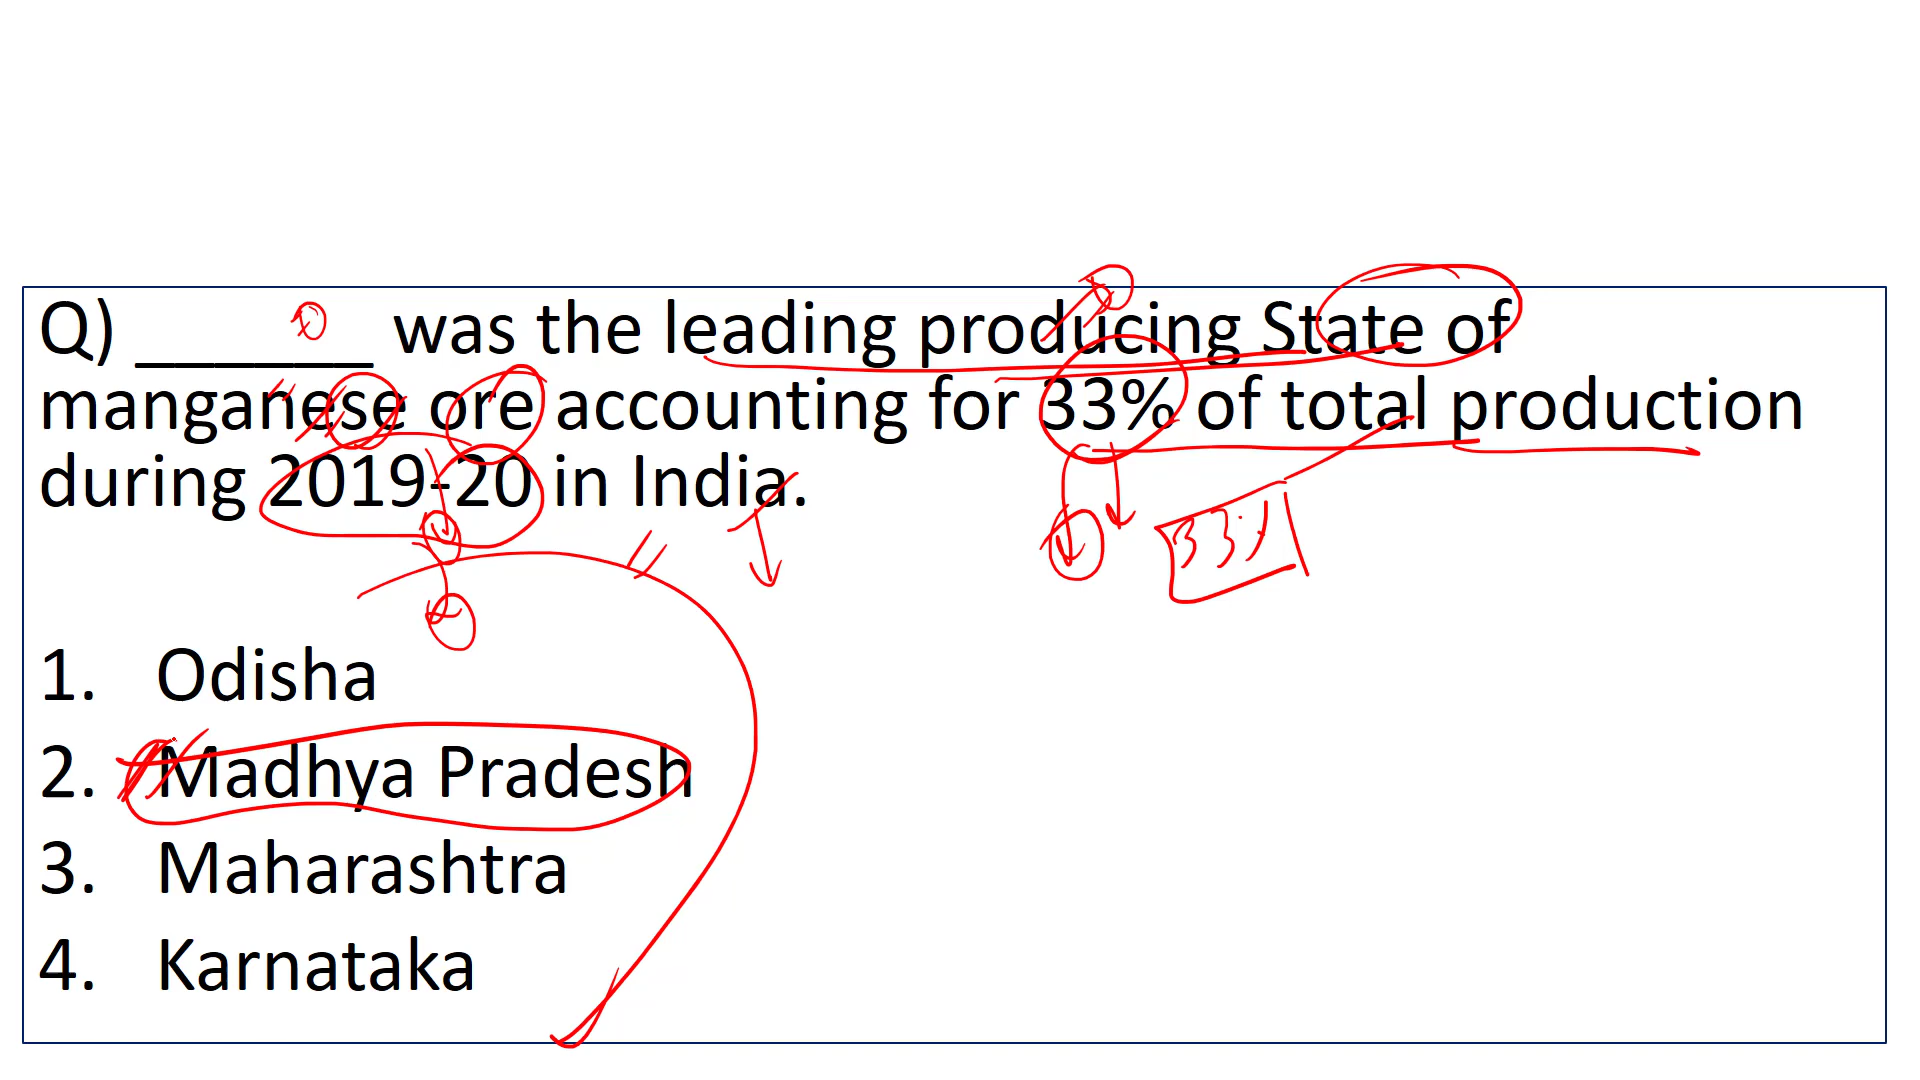 Q) _______ was the leading producing State of
manganese ore accounting for 33% of total production
during 2019-20 in India.
33%
1. Odisha
2. Madhya Pradesh
3. Maharashtra
4. Karnataka